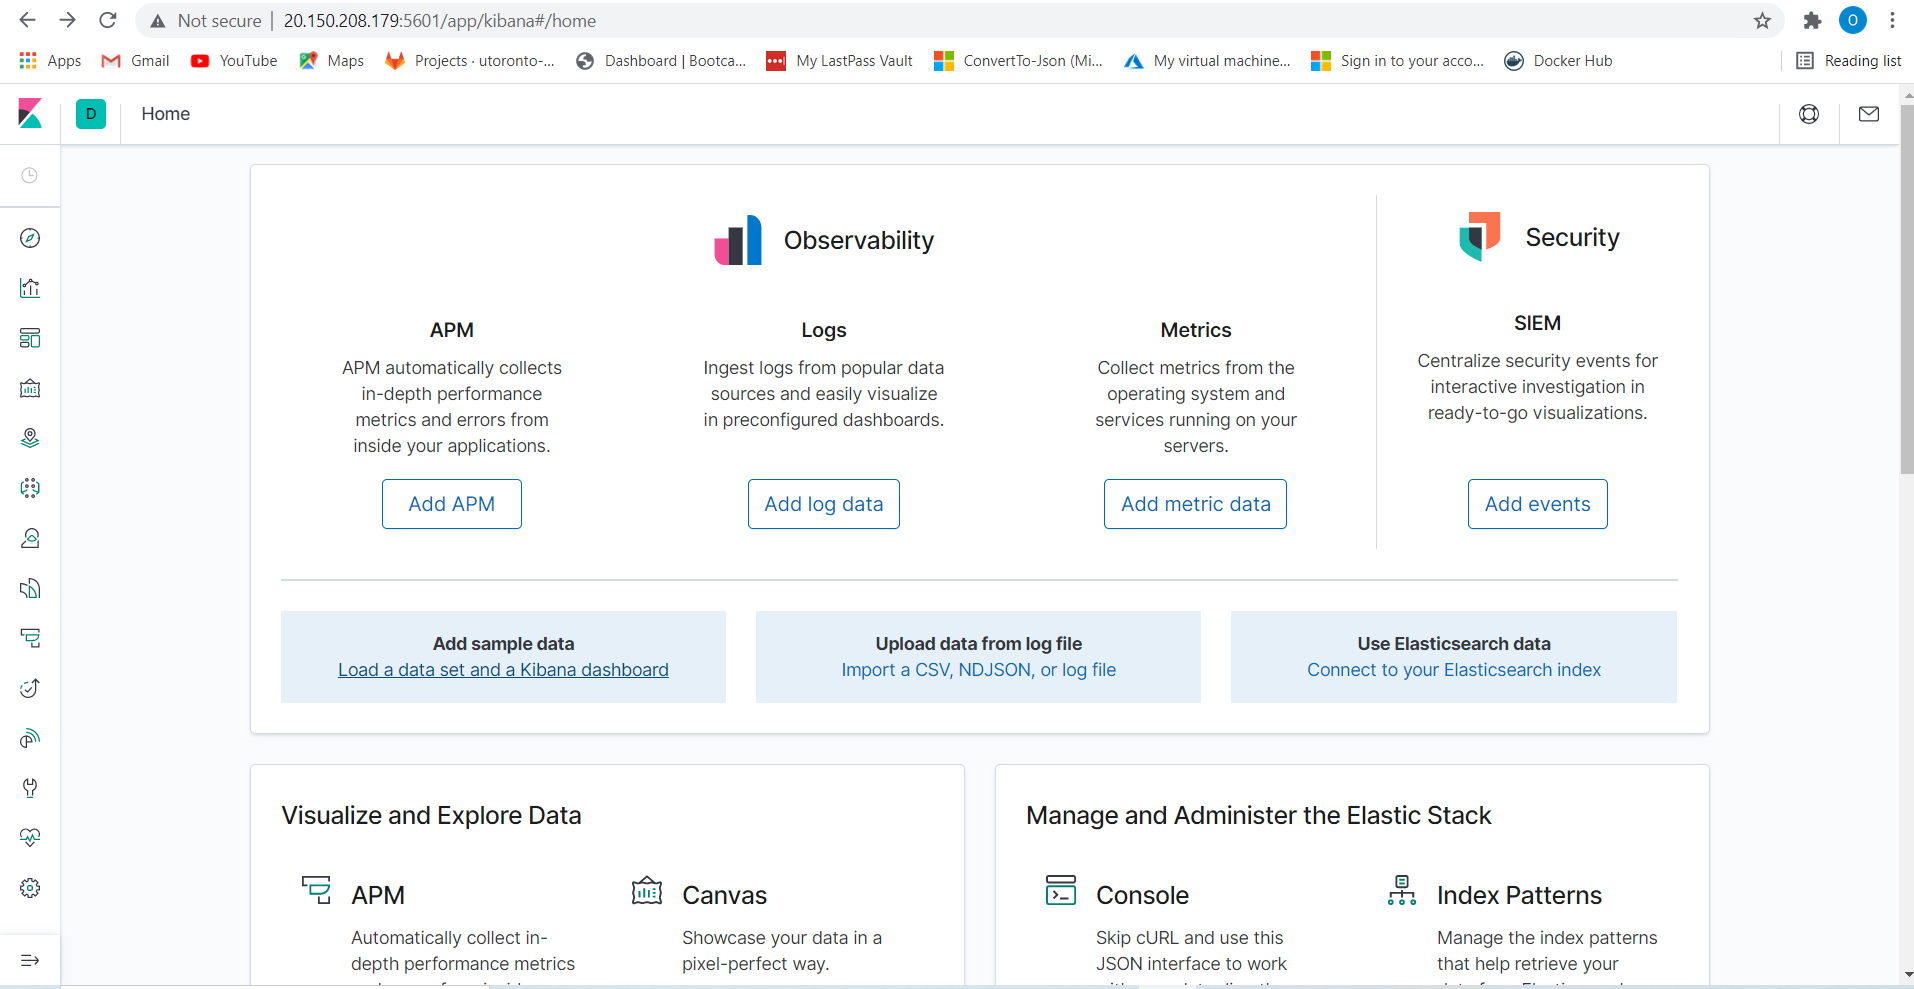 Not secure | 20.150.208.179:5601/app/kibana#/home
O
Apps
Gmail
YouTube
Maps
Projects · utoronto-...
Dashboard | Bootca...
My LastPass Vault
ConvertTo-Json (Mi...
My virtual machine...
Sign in to your acco...
Docker Hub
Reading list
D
Home
Observability
Security
APM
APM automatically collects
in-depth performance
metrics and errors from
inside your applications.
Add APM
Logs
Ingest logs from popular data
sources and easily visualize
in preconfigured dashboards.
Add log data
Metrics
Collect metrics from the
operating system and
services running on your
servers.
Add metric data
SIEM
Centralize security events for
interactive investigation in
ready-to-go visualizations.
Add events
Add sample data
Load a data set and a Kibana dashboard
Upload data from log file
Import a CSV, NDJSON, or log file
Use Elasticsearch data
Connect to your Elasticsearch index
Visualize and Explore Data
APM
Automatically collect in-
depth performance metrics
Canvas
Showcase your data in a
pixel-perfect way.
Manage and Administer the Elastic Stack
Console
Skip cURL and use this
JSON interface to work
Index Patterns
Manage the index patterns
that help retrieve your